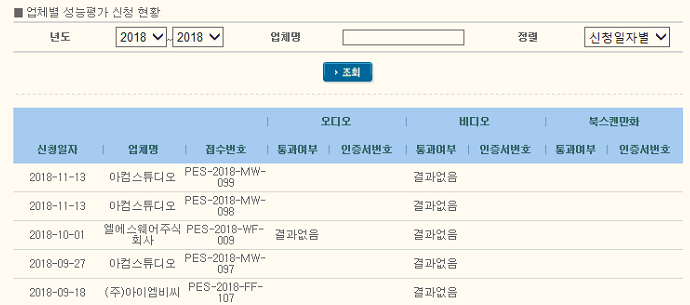 ■ 업체별 성능평가 신청 현황
년도 2018 ~ 2018 업체명 정렬 신청일자별
조회
오디오 비디오 북스캔만화
신청일자 업체명 접수번호 통과여부 인증서번호 통과여부 인증서번호 통과여부 인증서번호
2018-11-13 아컴스튜디오 PES-2018-MW- 결과없음
099
2018-11-13 아컴스튜디오 PES-2018-MW- 결과없음
098
2018-10-01 엘에스웨어주식 PES-2018-WF- 결과없음
회사 009
2018-09-27 아컴스튜디오 PES-2018-MW- 결과없음
097
2018-09-18 (주)아이엠비씨 PES-2018-FF- 결과없음
107